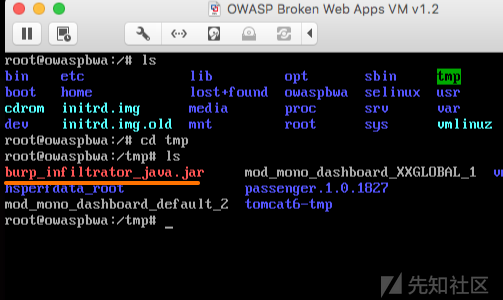 OWASP Broken Web Apps VM v1.2
root@owaspbwa:/# ls
bin etc lib opt sbin tmp
boot home lost+found owaspbwa selinux usr
cdrom initrd.img media proc srv var
dev initrd.img.old mnt root sys vmlinuz
root@owaspbwa:/# cd tmp
root@owaspbwa:/tmp# ls
burp_infiltrator_java.jar mod_mono_dashboard_XXGLOBAL_1
hsperfdata_root passenger.1.0.1827
mod_mono_dashboard_default_2 tomcat6-tmp
root@owaspbwa:/tmp# _
先知社区